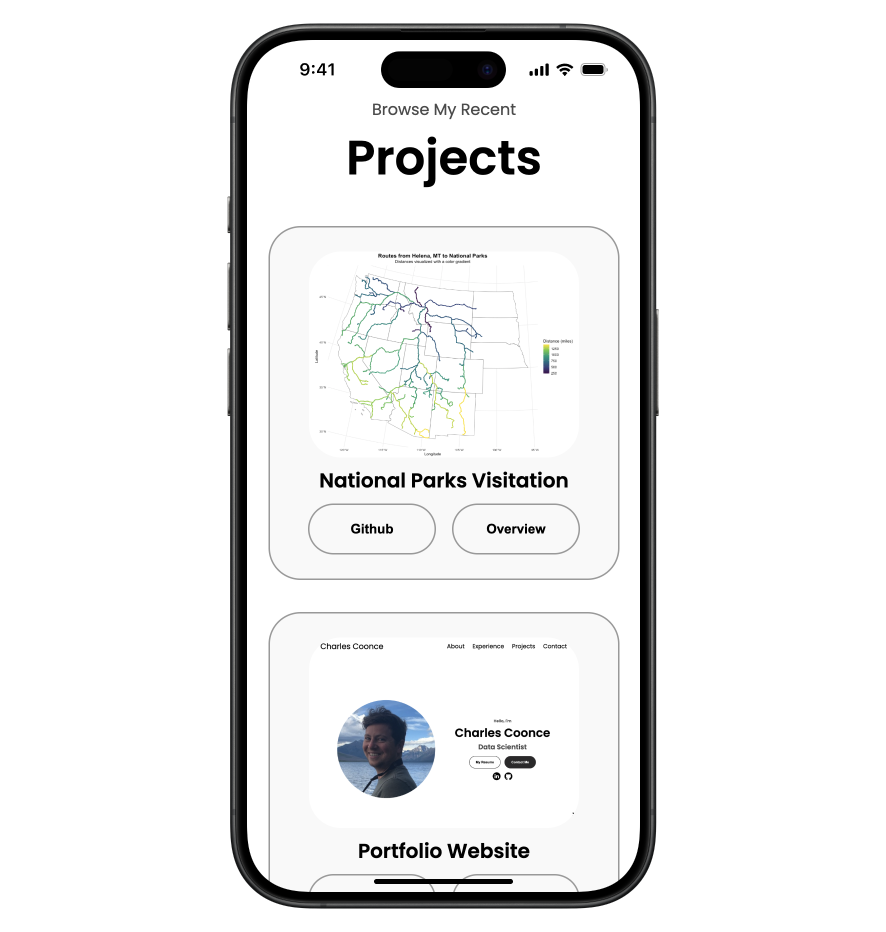 9:41
Browse My Recent
Projects
Routes from Helena, MT to National Parks
Distances visualized with a color gradient
Distance (miles)
Latitude
Longitude
National Parks Visitation
Github
Overview
Charles Coonce
About
Experience
Projects
Contact
Hello, I'm
Charles Coonce
Data Scientist
My Resume
Contact Me
Portfolio Website